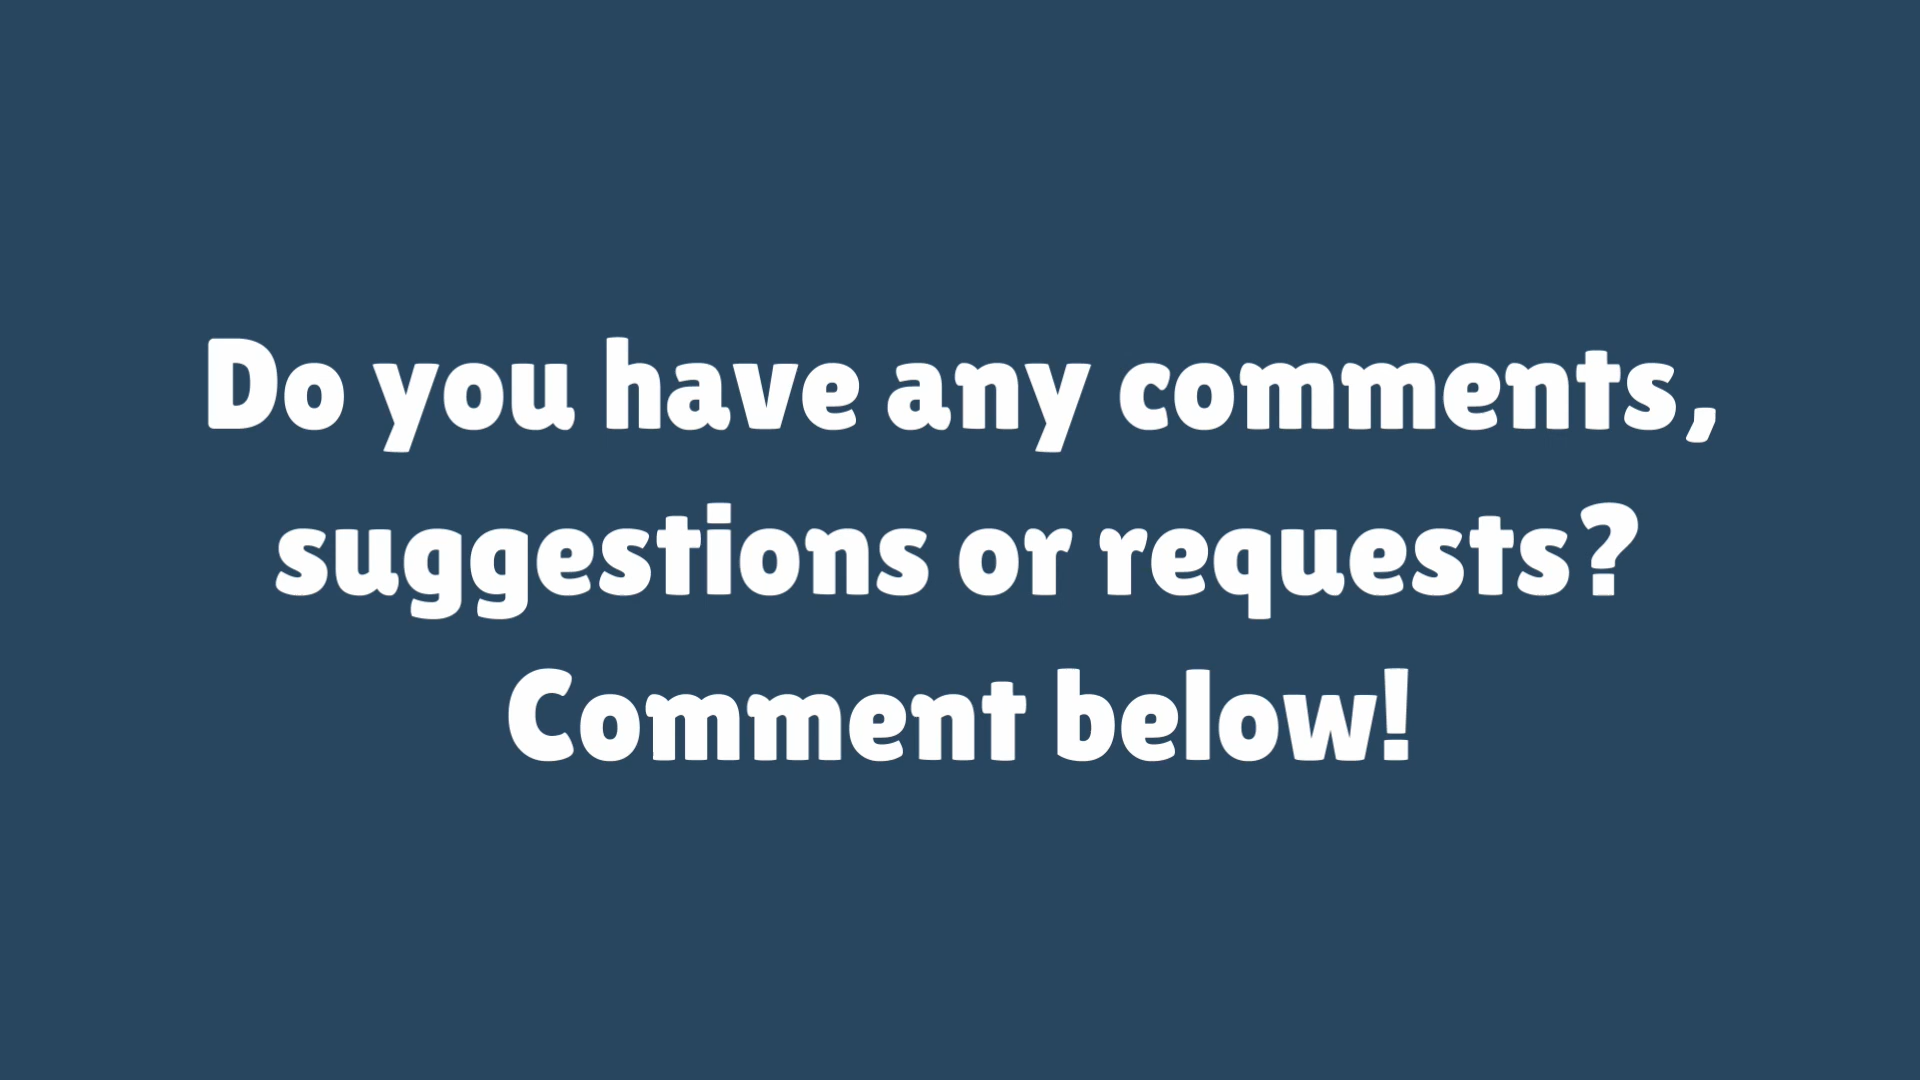 Do you have any comments,
suggestions or requests?
Comment below!